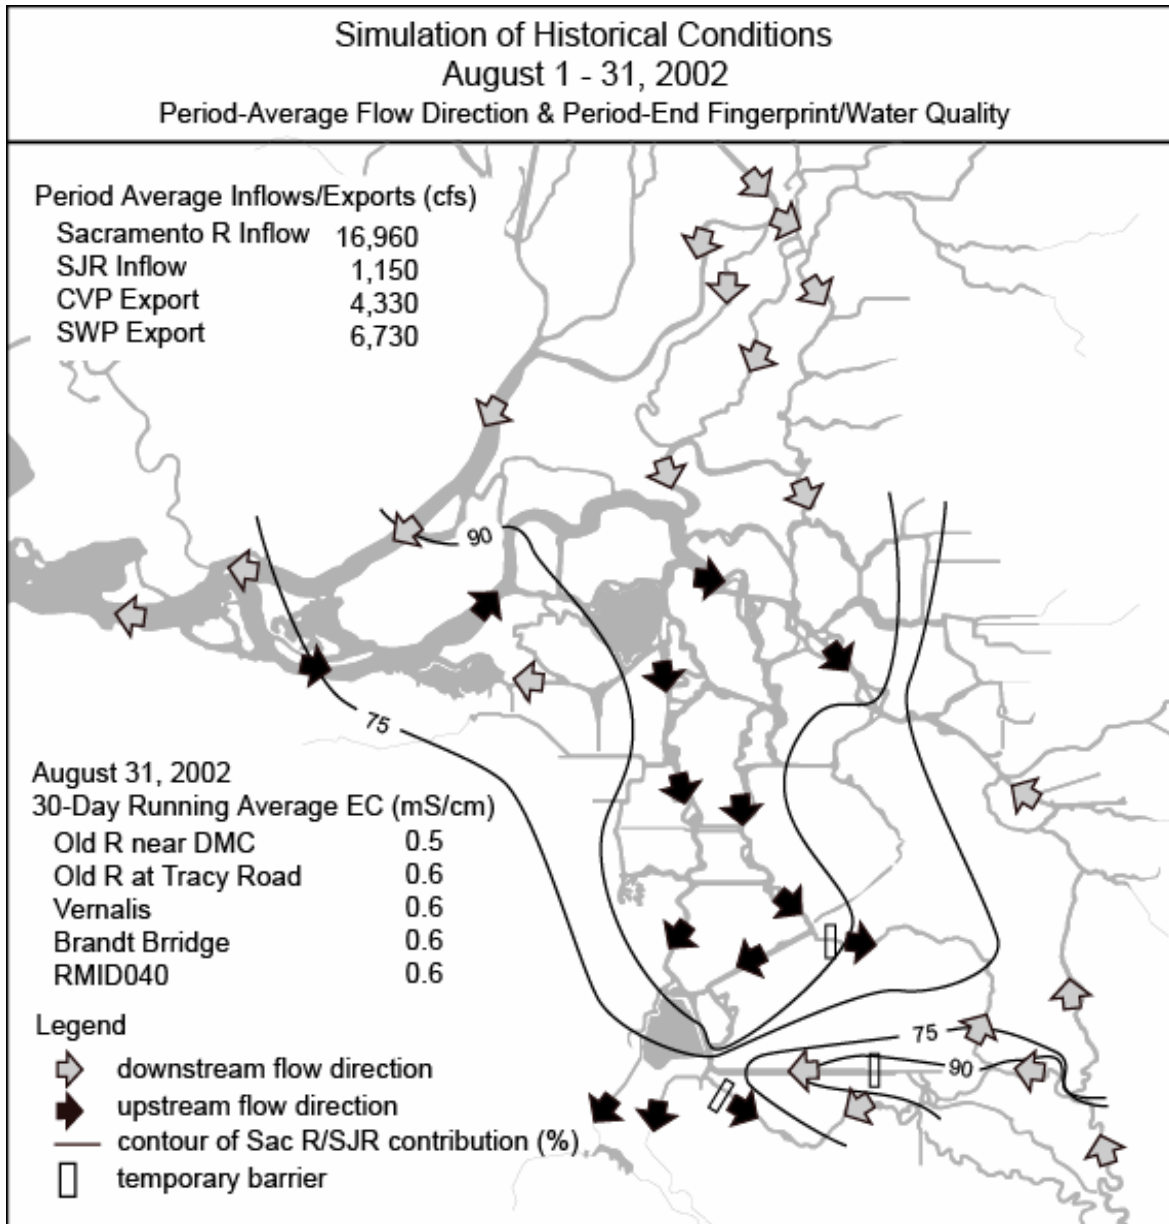 Simulation of Historical Conditions
August 1 - 31, 2002
Period-Average Flow Direction & Period-End Fingerprint/Water Quality
Period Average Inflows/Exports (cfs)
Sacramento R Inflow 16,960
SJR Inflow 1,150
CVP Export 4,330
SWP Export 6,730
90
75
August 31, 2002
30-Day Running Average EC (mS/cm)
Old R near DMC 0.5
Old R at Tracy Road 0.6
Vernalis 0.6
Brandt Brridge 0.6
RMID040 0.6
75
90
Legend
downstream flow direction
upstream flow direction
contour of Sac R/SJR contribution (%)
temporary barrier